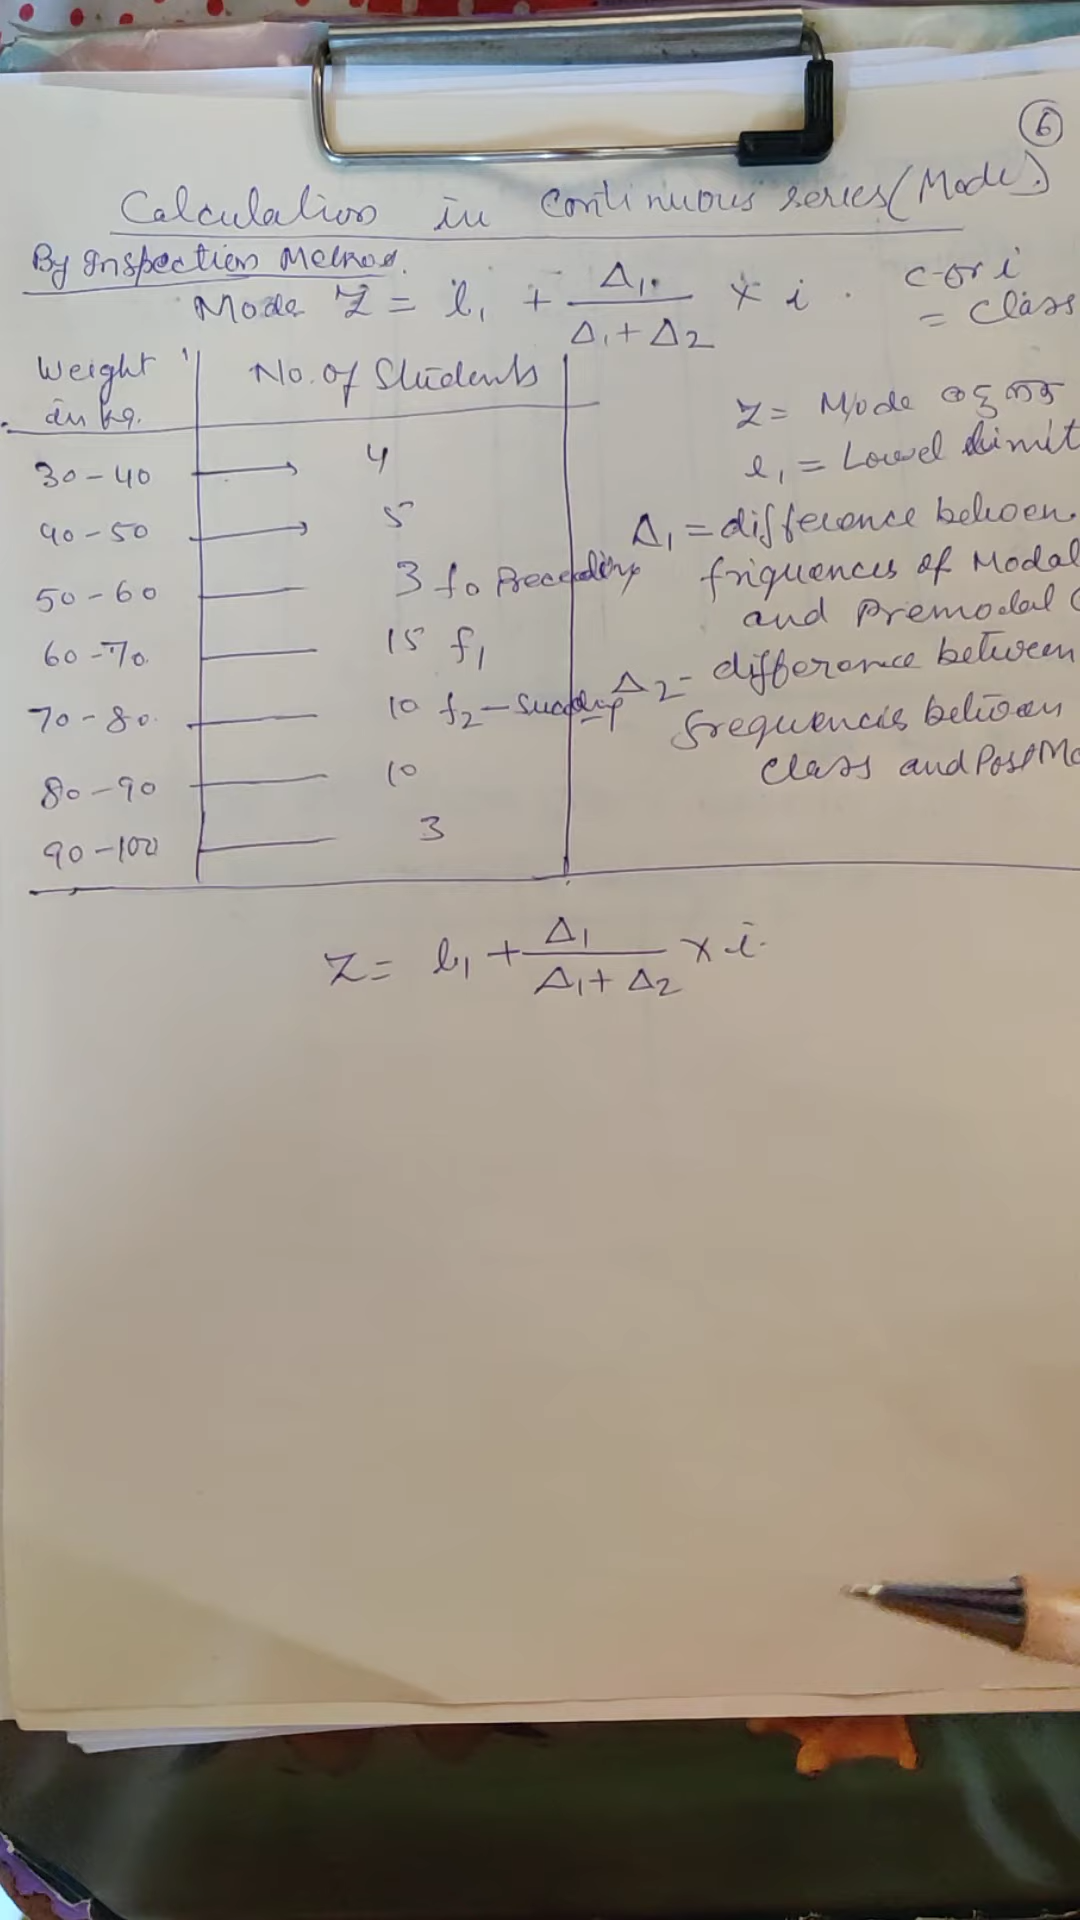 6
Calculation in continuous series (Mode).
By Inspection Method.
Mode Z = l₁ + Δ₁ / Δ₁ + Δ₂ × i .
c or i
= class
Weight in kg. No. of Students
30-40 4
40-50 5
50-60 3 f₀ Preceeding
60-70 15 f₁
70-80 10 f₂ -
80-90 10
90-100 3
Z = Mode
l₁ = Lower limit
Δ₁ = difference between
friquences of Modal
and Premodal
Δ₂ - difference between
frequencies between
class and PostMo
Z = l₁ + Δ₁ / Δ₁ + Δ₂ × i.